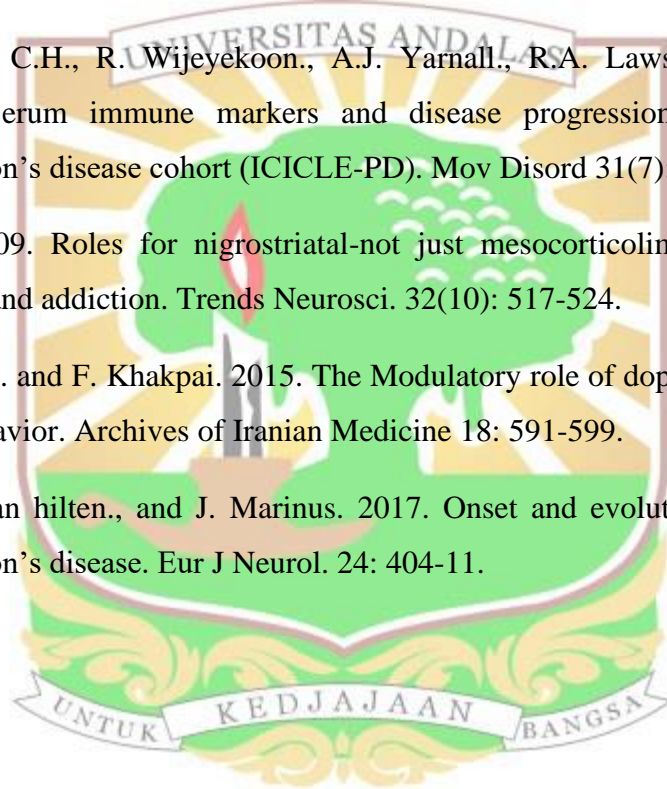 UNIVERSITAS ANDALAS
C.H., R. Wijeyekoon., A.J. Yarnall., R.A. Laws
erum immune markers and disease progression
on’s disease cohort (ICICLE-PD). Mov Disord 31(7)
09. Roles for nigrostriatal-not just mesocorticolin
and addiction. Trends Neurosci. 32(10): 517-524.
. and F. Khakpai. 2015. The Modulatory role of dop
avior. Archives of Iranian Medicine 18: 591-599.
an hilten., and J. Marinus. 2017. Onset and evolut
on’s disease. Eur J Neurol. 24: 404-11.
UNTUK KEDJAJAAN BANGSA